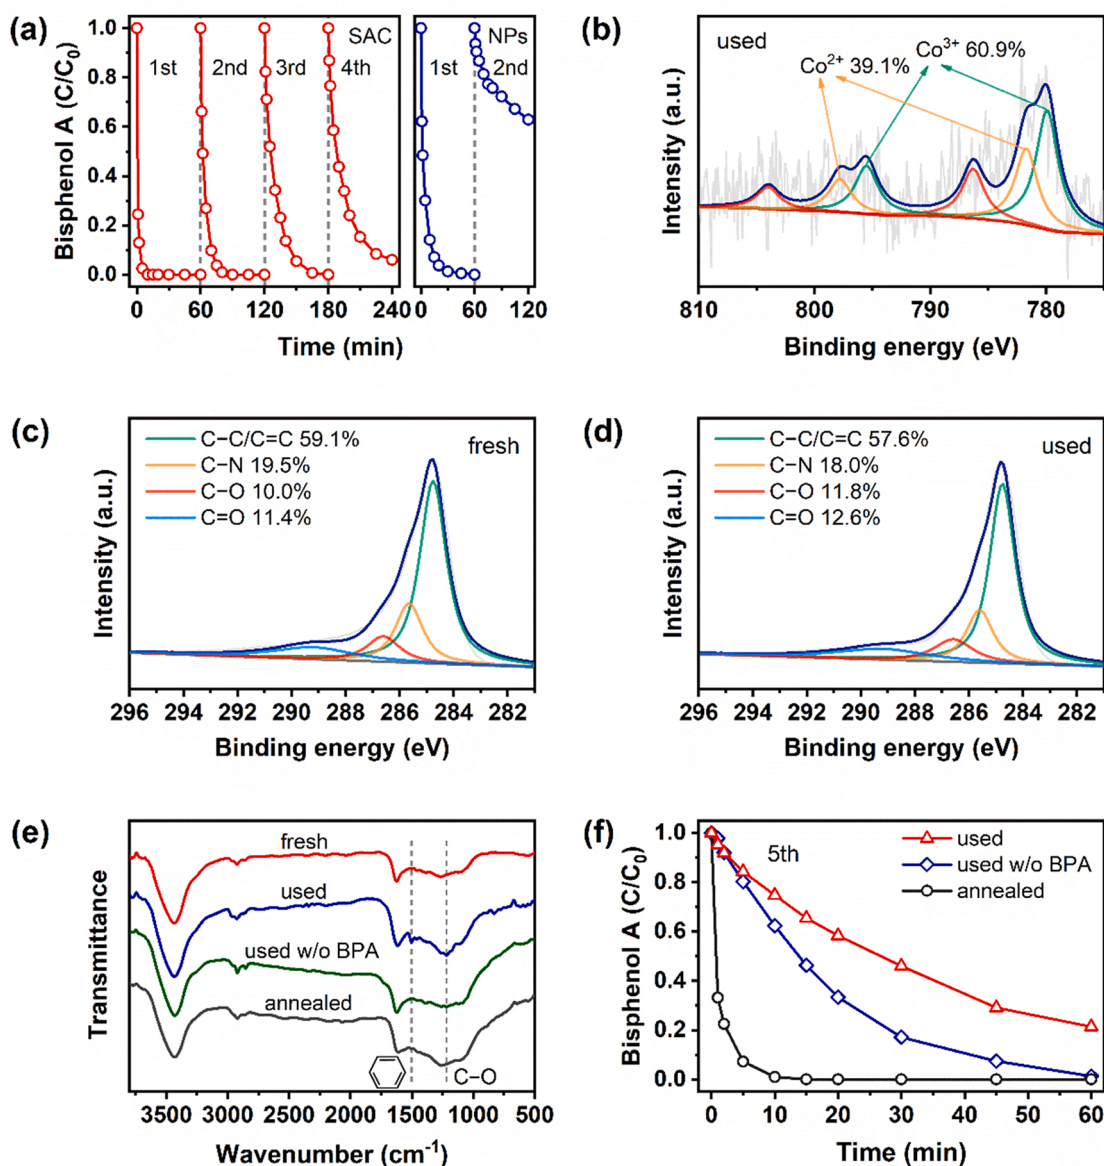 (a)
Bisphenol A (C/C₀)
1.0
0.8
0.6
0.4
0.2
0.0
SAC
1st
2nd
3rd
4th
NPs
1st
2nd
0 60 120 180 240
0 60 120
Time (min)
(b)
Intensity (a.u.)
used
Co²⁺ 39.1%
Co³⁺ 60.9%
810 800 790 780
Binding energy (eV)
(c)
Intensity (a.u.)
C−C/C=C 59.1%
C−N 19.5%
C−O 10.0%
C=O 11.4%
fresh
296 294 292 290 288 286 284 282
Binding energy (eV)
(d)
Intensity (a.u.)
C−C/C=C 57.6%
C−N 18.0%
C−O 11.8%
C=O 12.6%
used
296 294 292 290 288 286 284 282
Binding energy (eV)
(e)
Transmittance
fresh
used
used w/o BPA
annealed
C−O
3500 3000 2500 2000 1500 1000 500
Wavenumber (cm⁻¹)
(f)
Bisphenol A (C/C₀)
1.0
0.8
0.6
0.4
0.2
0.0
5th
used
used w/o BPA
annealed
0 10 20 30 40 50 60
Time (min)